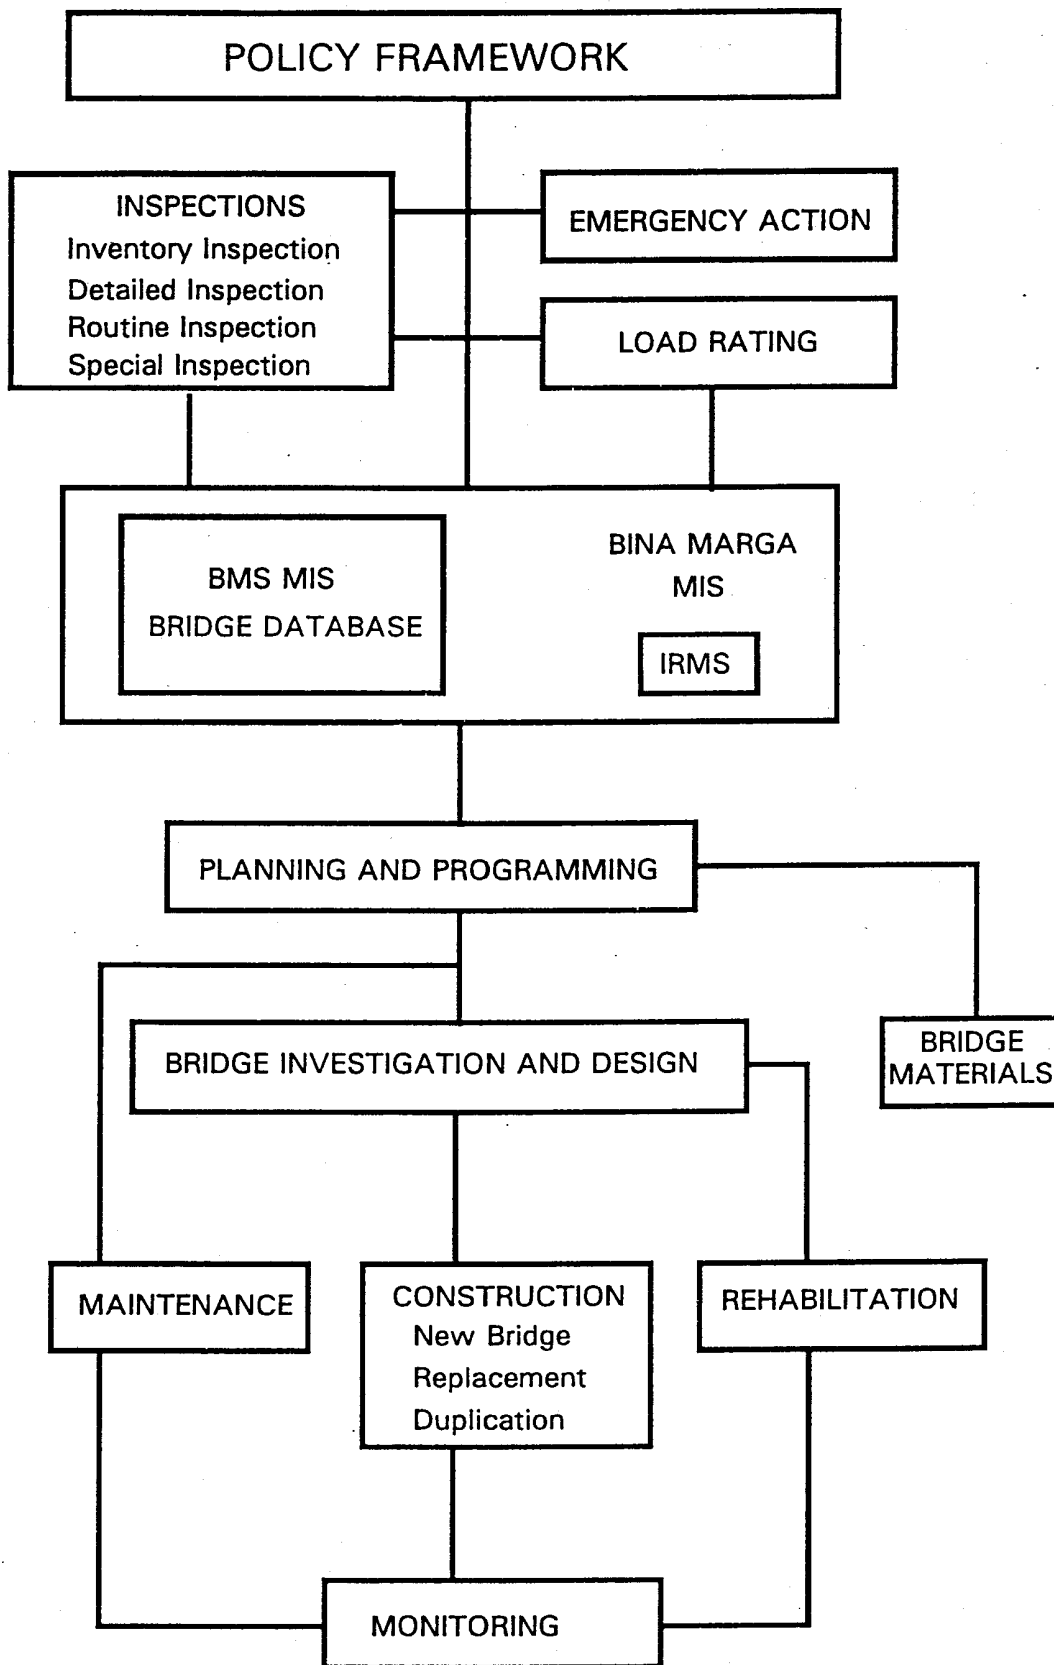 POLICY FRAMEWORK
INSPECTIONS
Inventory Inspection
Detailed Inspection
Routine Inspection
Special Inspection
EMERGENCY ACTION
LOAD RATING
BMS MIS
BRIDGE DATABASE
BINA MARGA
MIS
IRMS
PLANNING AND PROGRAMMING
BRIDGE INVESTIGATION AND DESIGN
BRIDGE
MATERIALS
MAINTENANCE
CONSTRUCTION
New Bridge
Replacement
Duplication
REHABILITATION
MONITORING